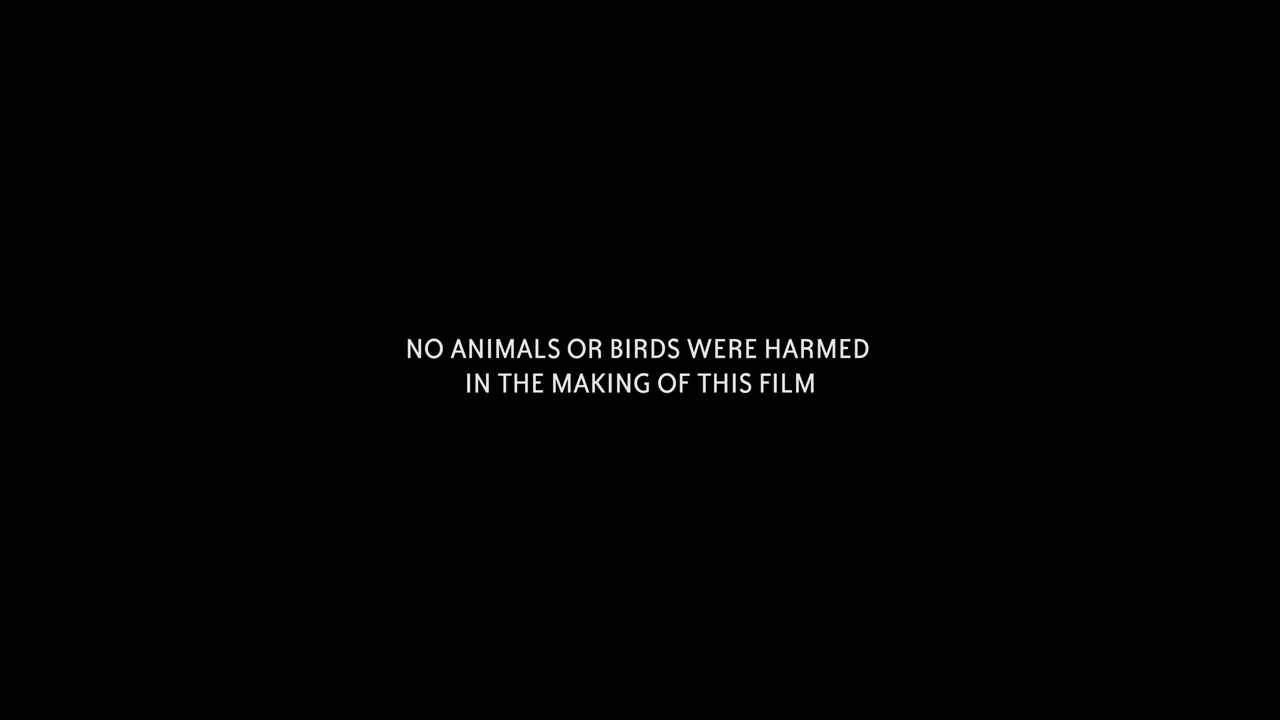 NO ANIMALS OR BIRDS WERE HARMED
IN THE MAKING OF THIS FILM